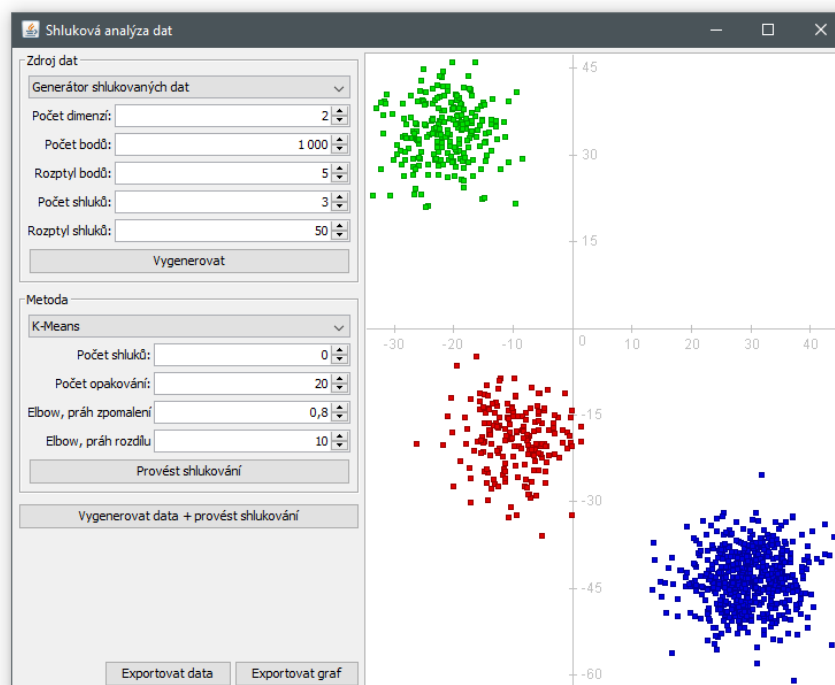 Shluková analýza dat
Zdroj dat
Generátor shlukovaných dat
Počet dimenzí: 2
Počet bodů: 1 000
Rozptyl bodů: 5
Počet shluků: 3
Rozptyl shluků: 50
Vygenerovat
Metoda
K-Means
Počet shluků: 0
Počet opakování: 20
Elbow, práh zpomalení 0,8
Elbow, práh rozdílu 10
Provést shlukování
Vygenerovat data + provést shlukování
Exportovat data Exportovat graf
45
30
15
-30 -20 -10 0 10 20 30 40
-15
-30
-45
-60